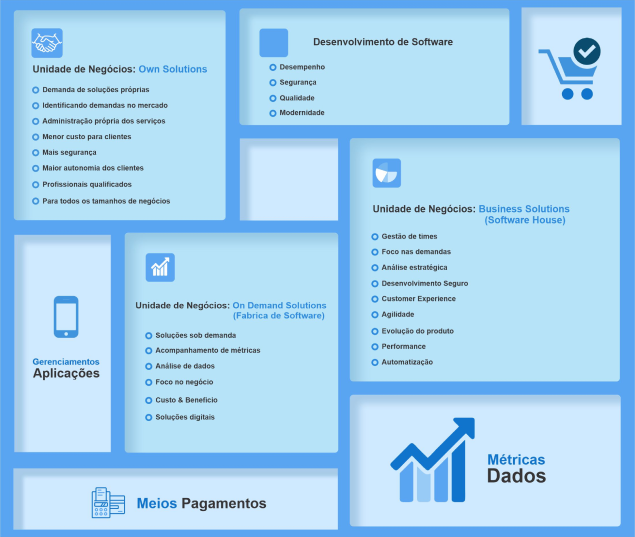 Unidade de Negócios: Own Solutions
Demanda de soluções próprias
Identificando demandas no mercado
Administração própria dos serviços
Menor custo para clientes
Mais segurança
Maior autonomia dos clientes
Profissionais qualificados
Para todos os tamanhos de negócios
Desenvolvimento de Software
Desempenho
Segurança
Qualidade
Modernidade
Unidade de Negócios: Business Solutions
(Software House)
Gestão de times
Foco nas demandas
Análise estratégica
Desenvolvimento Seguro
Customer Experience
Agilidade
Evolução do produto
Performance
Automatização
Gerenciamentos
Aplicações
Unidade de Negócios: On Demand Solutions
(Fabrica de Software)
Soluções sob demanda
Acompanhamento de métricas
Análise de dados
Foco no negócio
Custo & Benefício
Soluções digitais
Métricas
Dados
Meios Pagamentos